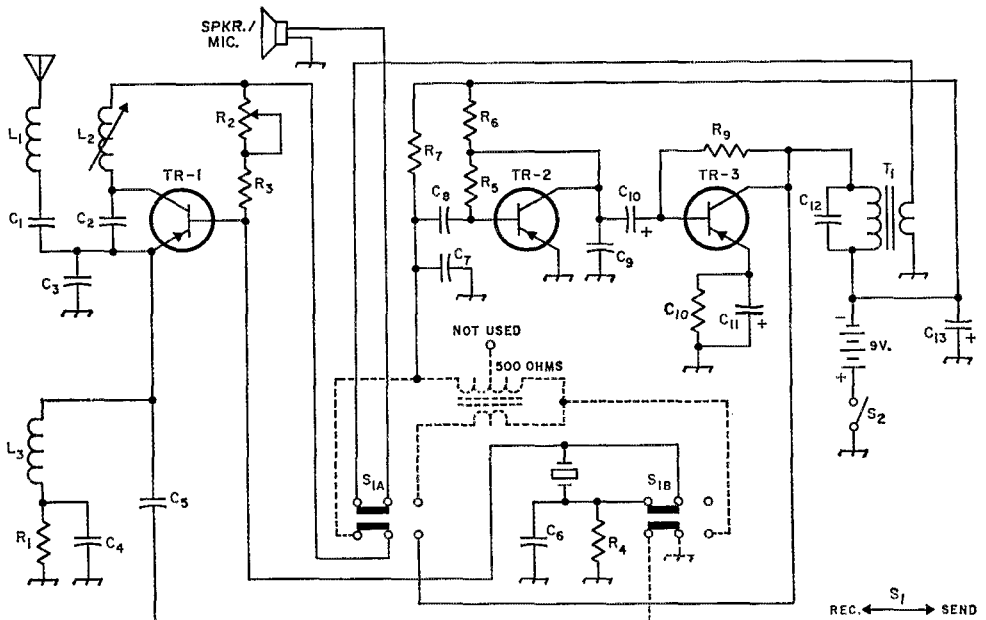 SPKR./
MIC.
L1
L2
R2
R3
TR-1
C1
C2
C3
R7
R6
R5
C8
TR-2
C10
+
C9
C7
R9
TR-3
C10
C11
+
C12
T1
-
9V.
+
C13
+
S2
NOT USED
500 OHMS
L3
R1
C4
C5
S1A
S1B
C6
R4
S1
REC.
SEND